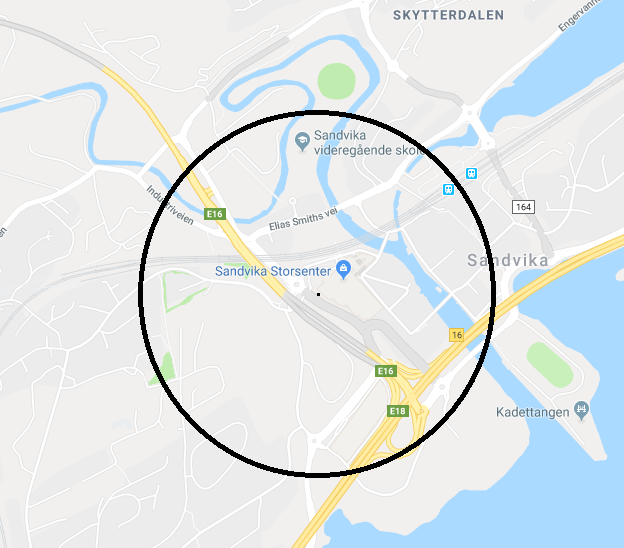 SKYTTERDALEN
Engervann
Sandvika
videregående skole
Industriveien
E16
Elias Smiths vei
164
Sandvika
Sandvika Storsenter
16
E16
E18
Kadettangen